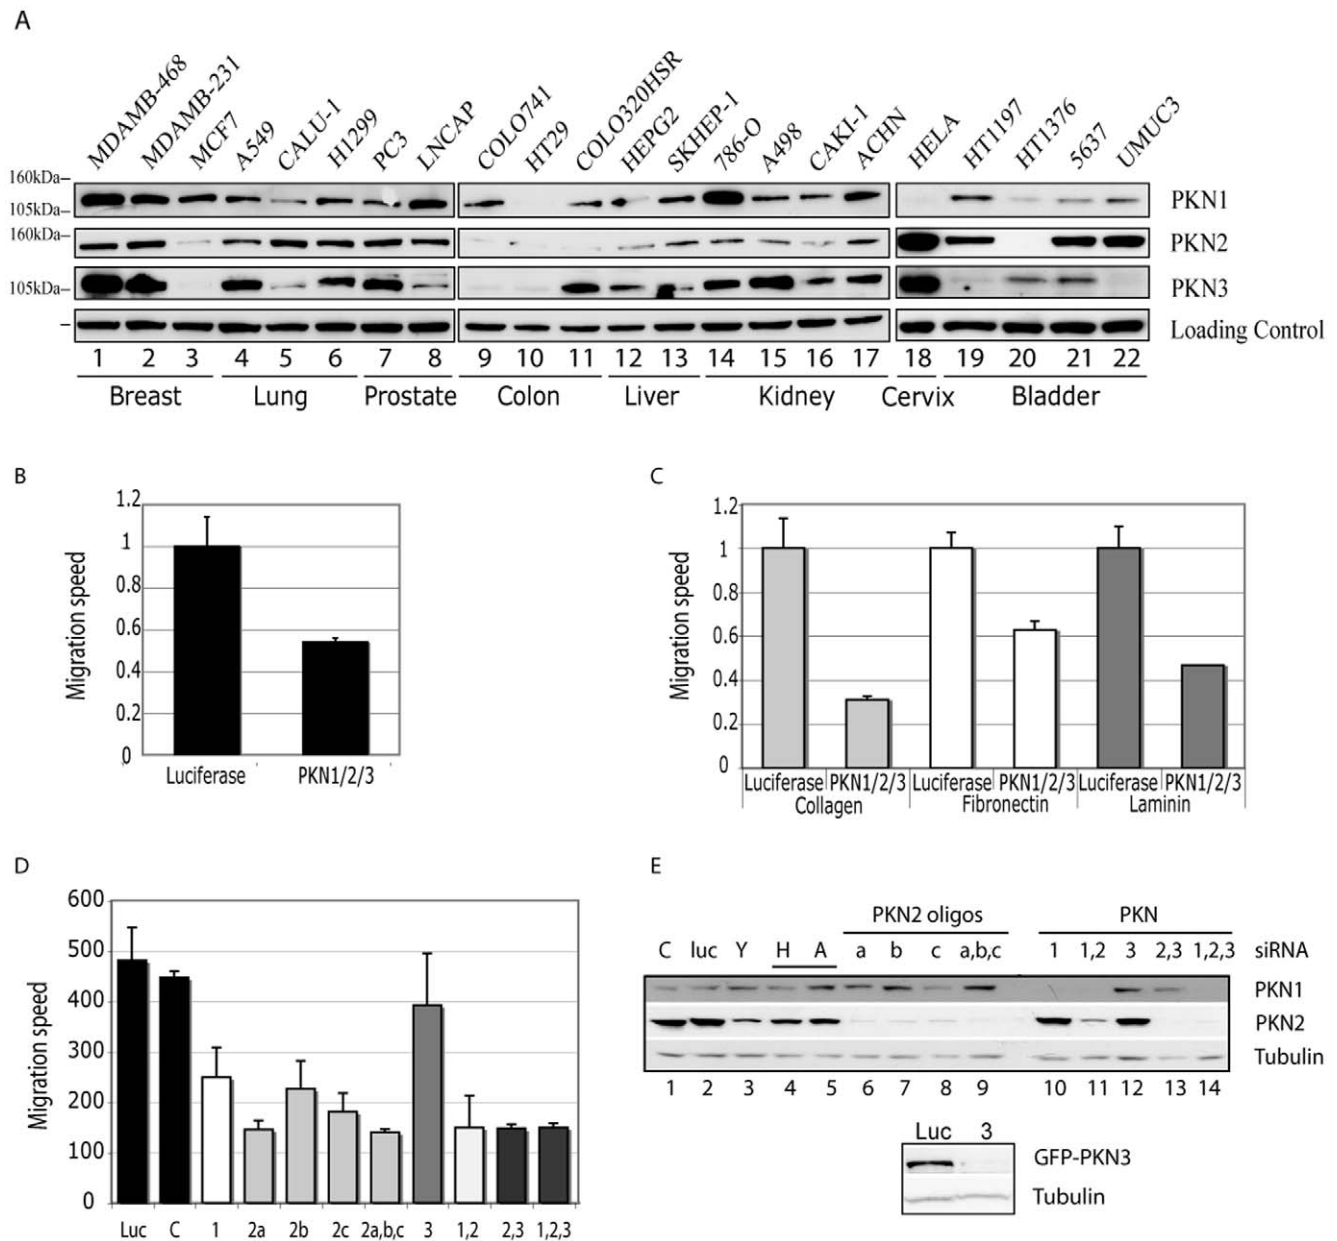 A
MDAMB-468 MDAMB-231 MCF7 A549 CALU-1 H1299 PC3 LNCAP COLO741 HT29 COLO320HSR HEPG2 SKHEP-1 786-O A498 CAKI-1 ACHN HELA HT1197 HT1376 5637 UMUC3
160kDa–
105kDa– PKN1
160kDa– PKN2
105kDa– PKN3
– Loading Control
1 2 3 4 5 6 7 8 9 10 11 12 13 14 15 16 17 18 19 20 21 22
Breast Lung Prostate Colon Liver Kidney Cervix Bladder
B
Migration speed
1.2
1
0.8
0.6
0.4
0.2
0
Luciferase PKN1/2/3
C
Migration speed
1.2
1
0.8
0.6
0.4
0.2
0
Luciferase PKN1/2/3 Luciferase PKN1/2/3 Luciferase PKN1/2/3
Collagen Fibronectin Laminin
D
Migration speed
600
500
400
300
200
100
0
Luc C 1 2a 2b 2c 2a,b,c 3 1,2 2,3 1,2,3
E
PKN2 oligos PKN
C luc Y H A a b c a,b,c 1 1,2 3 2,3 1,2,3 siRNA
PKN1
PKN2
Tubulin
1 2 3 4 5 6 7 8 9 10 11 12 13 14
Luc 3
GFP-PKN3
Tubulin